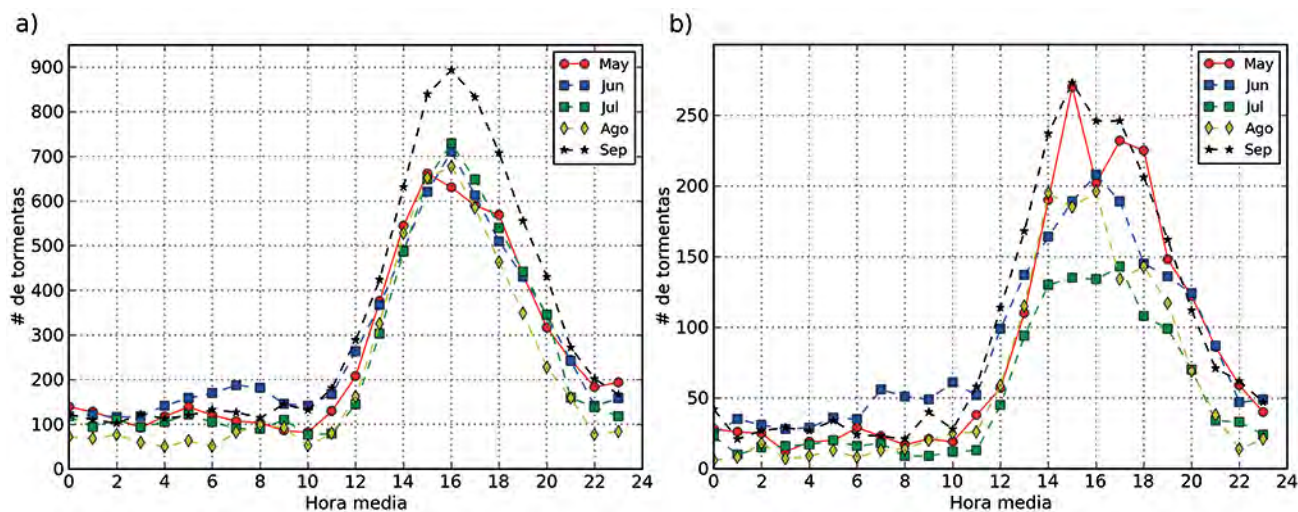 a)
900
800
700
600
500
400
300
200
100
0
# de tormentas
0 2 4 6 8 10 12 14 16 18 20 22 24
Hora media
May
Jun
Jul
Ago
Sep
b)
250
200
150
100
50
0
# de tormentas
0 2 4 6 8 10 12 14 16 18 20 22 24
Hora media
May
Jun
Jul
Ago
Sep